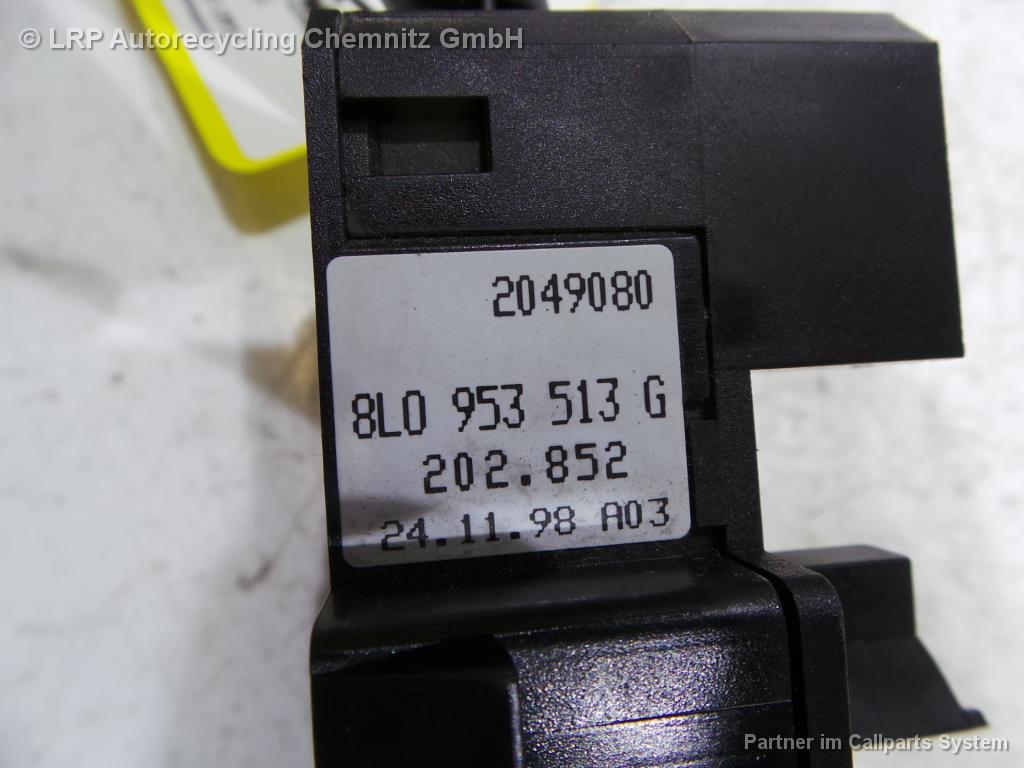 © LRP Autorecycling Chemnitz GmbH
2049080
8L0 953 513 G
202.852
24.11.98 A03
Partner im Callparts System